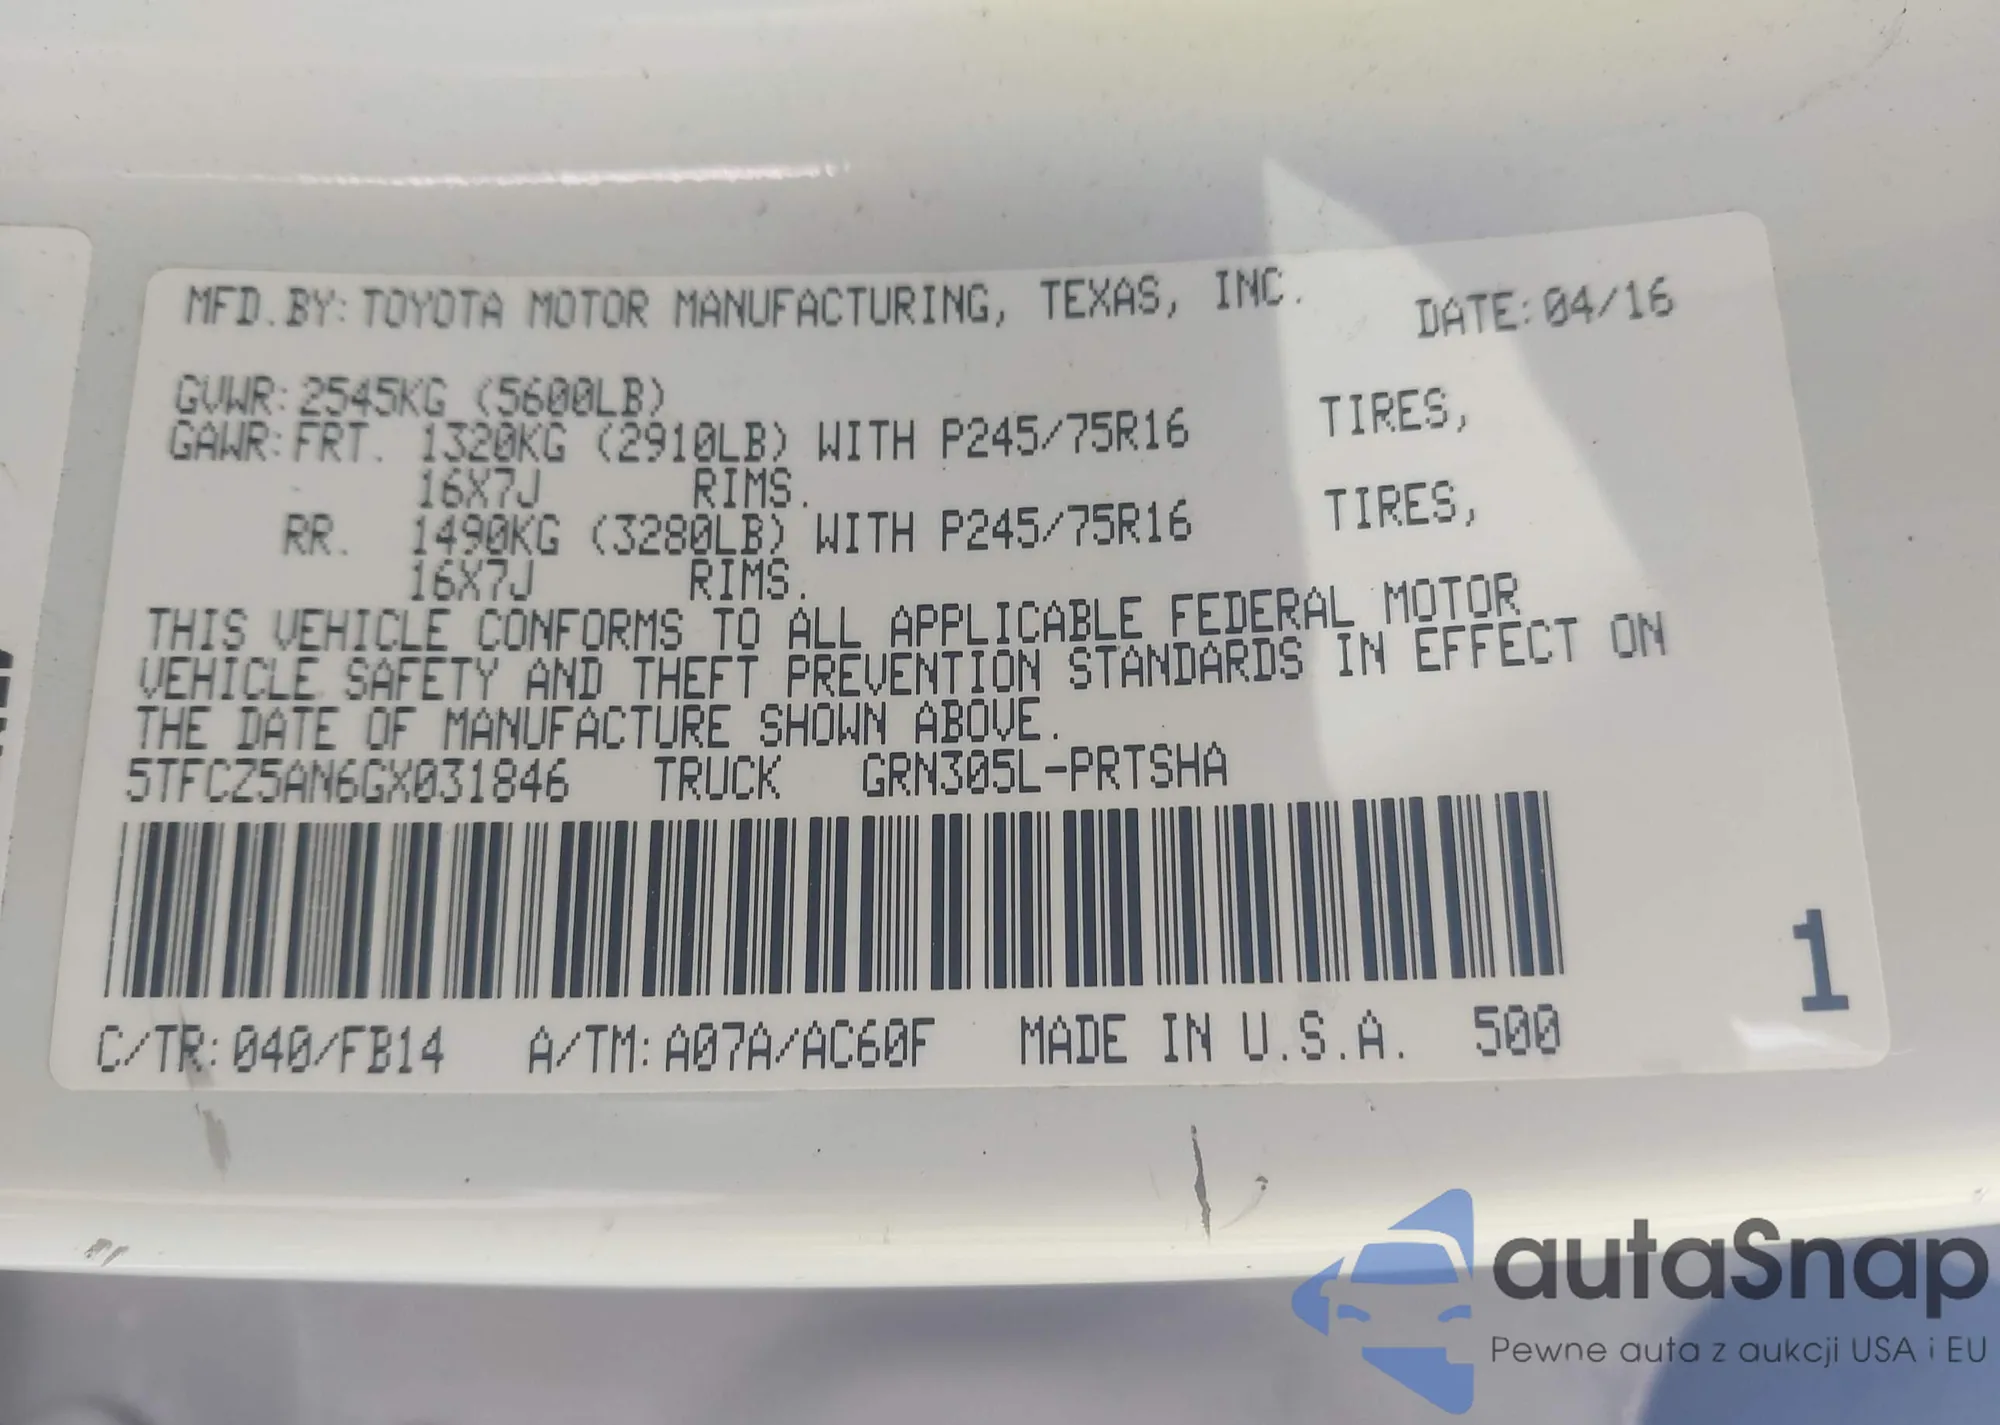 MFD.BY: TOYOTA MOTOR MANUFACTURING, TEXAS, INC. DATE:04/16
GVWR: 2545KG (5600LB)
GAWR: FRT. 1320KG (2910LB) WITH P245/75R16 TIRES,
16X7J RIMS.
RR. 1490KG (3280LB) WITH P245/75R16 TIRES,
16X7J RIMS.
THIS VEHICLE CONFORMS TO ALL APPLICABLE FEDERAL MOTOR
VEHICLE SAFETY AND THEFT PREVENTION STANDARDS IN EFFECT ON
THE DATE OF MANUFACTURE SHOWN ABOVE.
5TFCZ5AN6GX031846 TRUCK GRN305L-PRTSHA
1
C/TR: 040/FB14 A/TM: A07A/AC60F MADE IN U.S.A. 500
autaSnap
Pewne auta z aukcji USA i EU